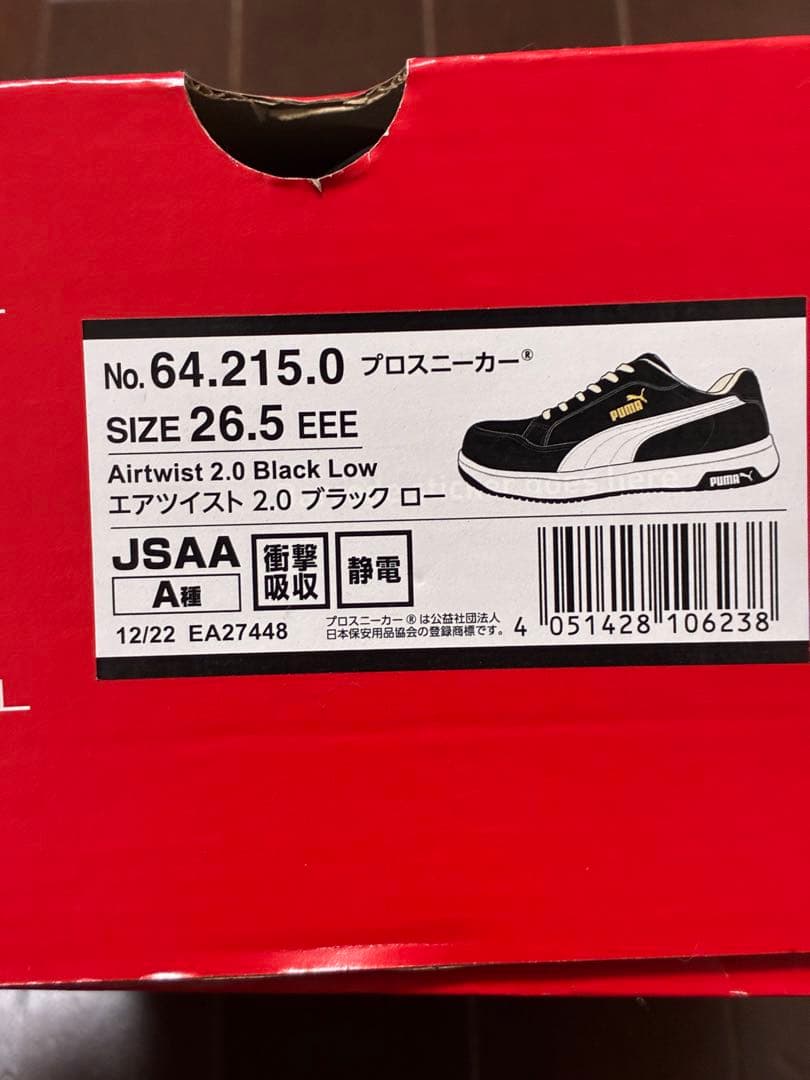 No. 64.215.0 プロスニーカー®
SIZE 26.5 EEE
Airtwist 2.0 Black Low
エアツイスト 2.0 ブラック ロー
PUMA
PUMA
sticker goes here
JSAA
A種
衝撃
吸収
静電
12/22 EA27448
プロスニーカー®は公益社団法人
日本保安用品協会の登録商標です。
4 051428 106238